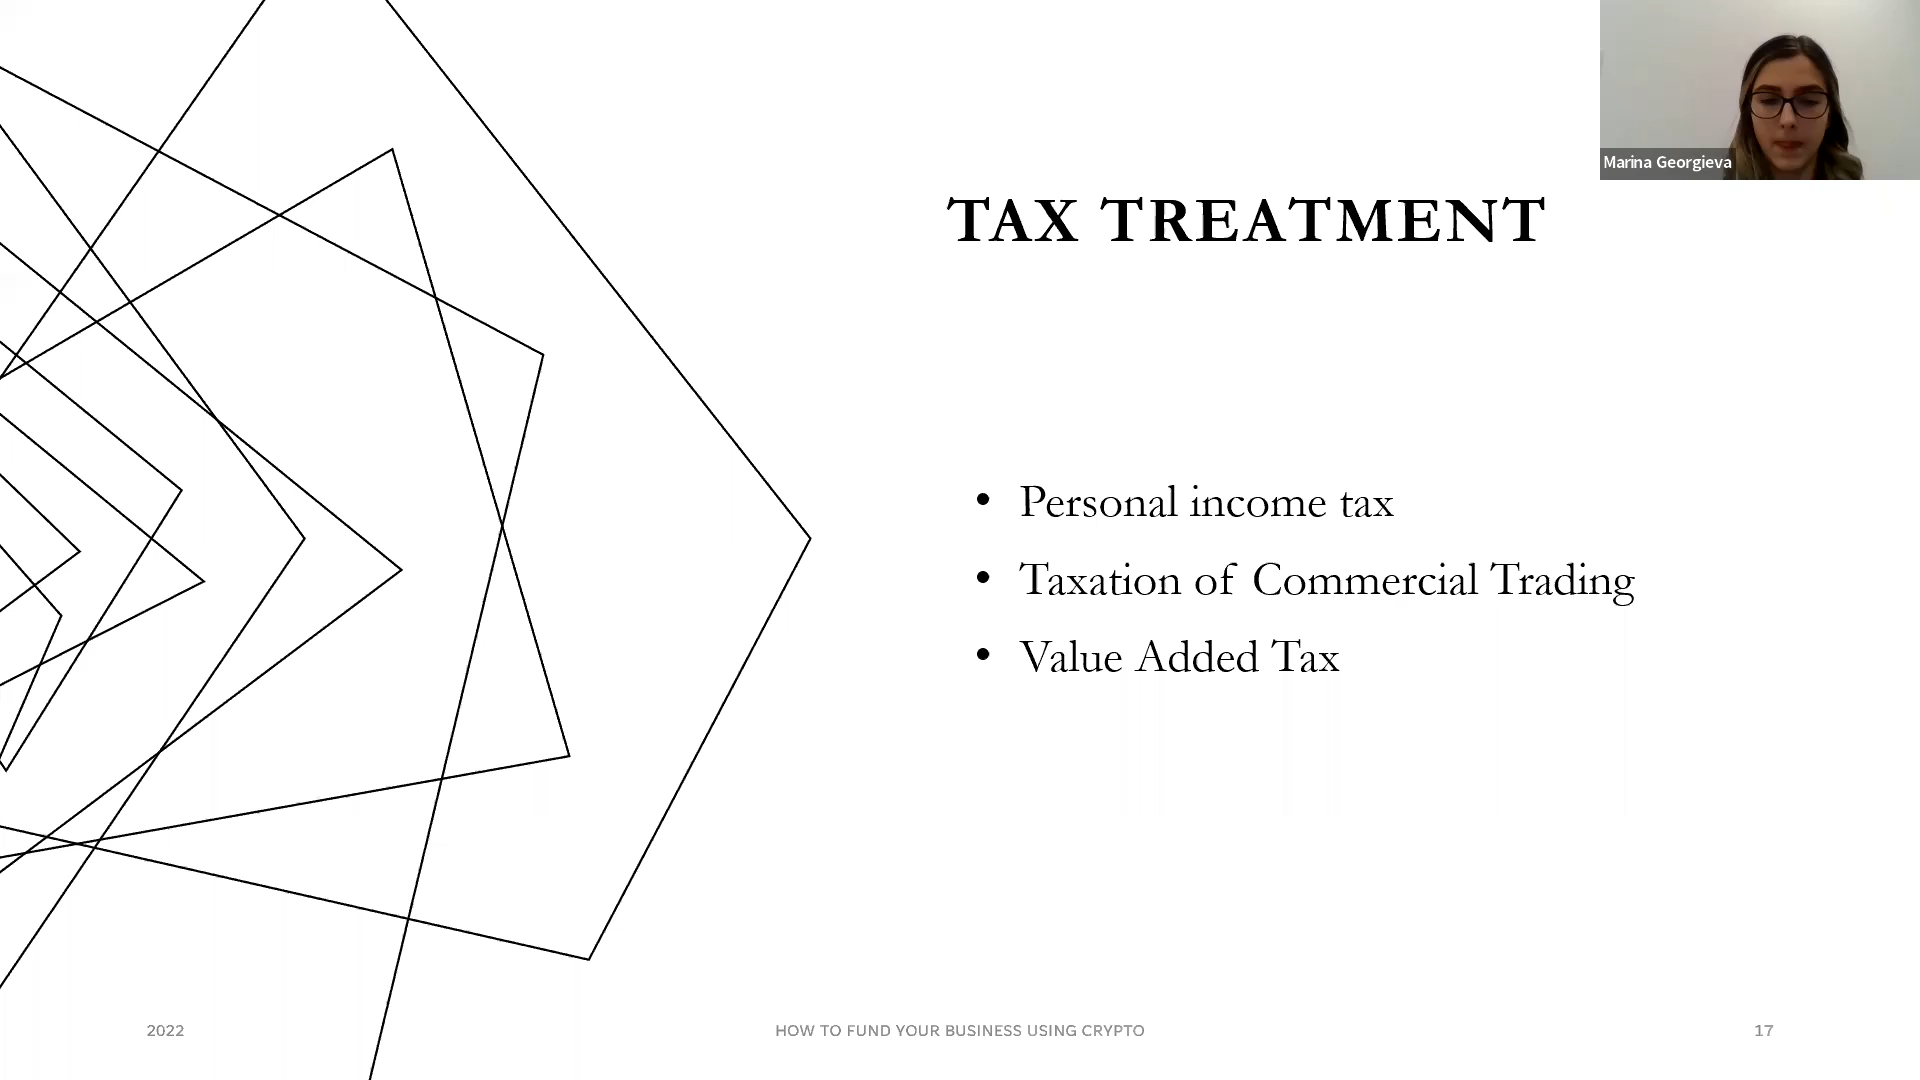 Marina Georgieva
TAX TREATMENT
• Personal income tax
• Taxation of Commercial Trading
• Value Added Tax
2022
HOW TO FUND YOUR BUSINESS USING CRYPTO
17